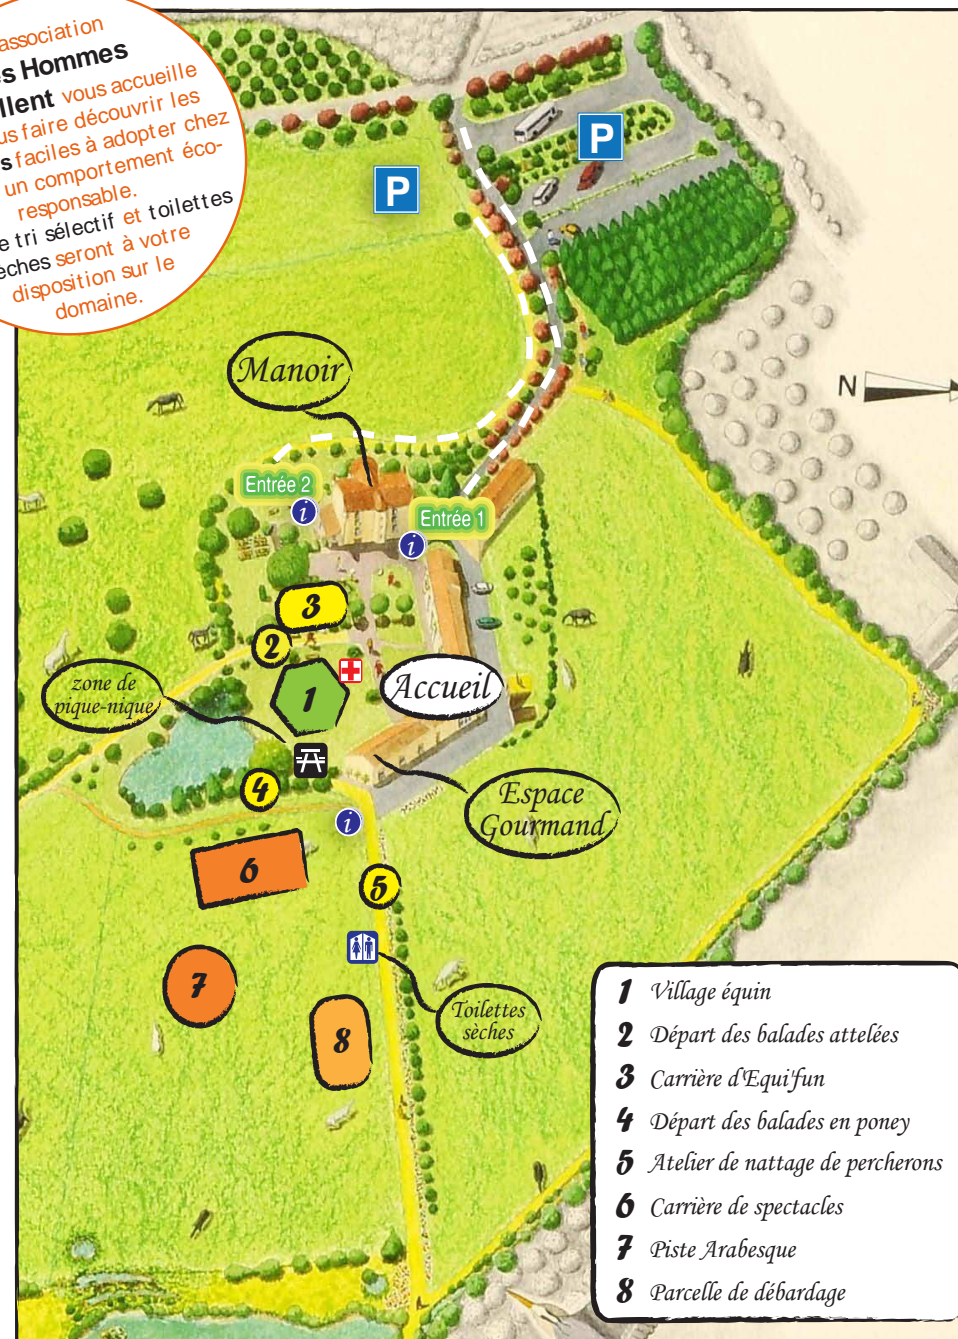 association
es Hommes
llent vous accueille
us faire découvrir les
s faciles à adopter chez
un comportement éco-
responsable.
e tri sélectif et toilettes
èches seront à votre
disposition sur le
domaine.
P
P
N
Manoir
Entrée 2
i
Entrée 1
i
3
2
1
zone de
pique-nique
Accueil
4
Espace
Gourmand
i
6
5
7
Toilettes
sèches
8
1 Village équin
2 Départ des balades attelées
3 Carrière d'Equi'fun
4 Départ des balades en poney
5 Atelier de nattage de percherons
6 Carrière de spectacles
7 Piste Arabesque
8 Parcelle de débardage